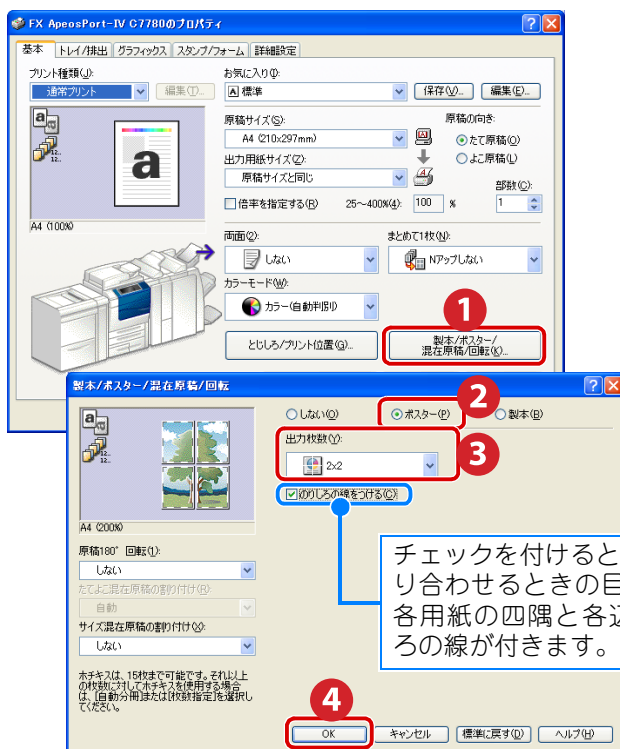 FX ApeosPort-IV C7780のプロパティ
基本 トレイ/排出 グラフィックス スタンプ/フォーム 詳細設定
プリント種類(J):
通常プリント 編集(T)...
お気に入り(I):
標準 保存(V)... 編集(E)...
原稿サイズ(S):
A4 (210x297mm)
原稿の向き:
たて原稿(O)
よこ原稿(L)
出力用紙サイズ(Z):
原稿サイズと同じ
倍率を指定する(R) 25～400%(4): 100 %
部数(C):
1
A4 (100%)
両面(2):
しない
まとめて1枚(N):
Nアップしない
カラーモード(W):
カラー(自動判別)
1
とじしろ/プリント位置(G)...
製本/ポスター/
混在原稿/回転(K)...
製本/ポスター/混在原稿/回転
しない(O) ポスター(P) 製本(B)
2
出力枚数(Y):
2x2
3
のりしろの線をつける(C)
A4 (200%)
原稿180° 回転(1):
しない
たてよこ混在原稿の割り付け(R):
自動
サイズ混在原稿の割り付け(X):
しない
チェックを付けると
り合わせるときの目
各用紙の四隅と各辺
ろの線が付きます。
ホチキスは、15枚まで可能です。それ以上
の枚数に対してホチキスを使用する場合
は、[自動分冊]または[枚数指定]を選択し
てください。
4
OK キャンセル 標準に戻す(D) ヘルプ(H)